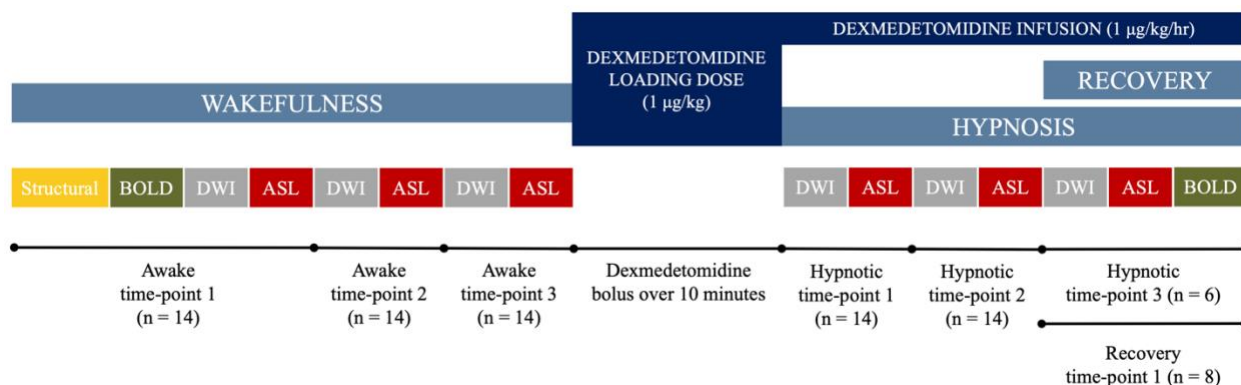 DEXMEDETOMIDINE INFUSION (1 μg/kg/hr)
DEXMEDETOMIDINE
LOADING DOSE
(1 μg/kg)
RECOVERY
WAKEFULNESS
HYPNOSIS
Structural BOLD DWI ASL DWI ASL DWI ASL DWI ASL DWI ASL DWI ASL BOLD
Awake
time-point 1
(n = 14)
Awake
time-point 2
(n = 14)
Awake
time-point 3
(n = 14)
Dexmedetomidine
bolus over 10 minutes
Hypnotic
time-point 1
(n = 14)
Hypnotic
time-point 2
(n = 14)
Hypnotic
time-point 3 (n = 6)
Recovery
time-point 1 (n = 8)